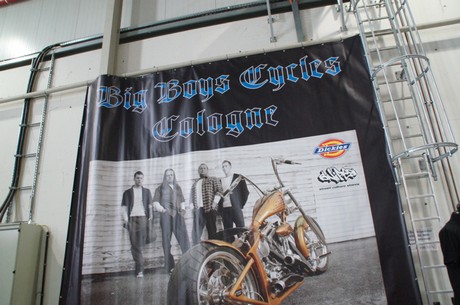 Big Boys Cycles
Cologne
Dickies